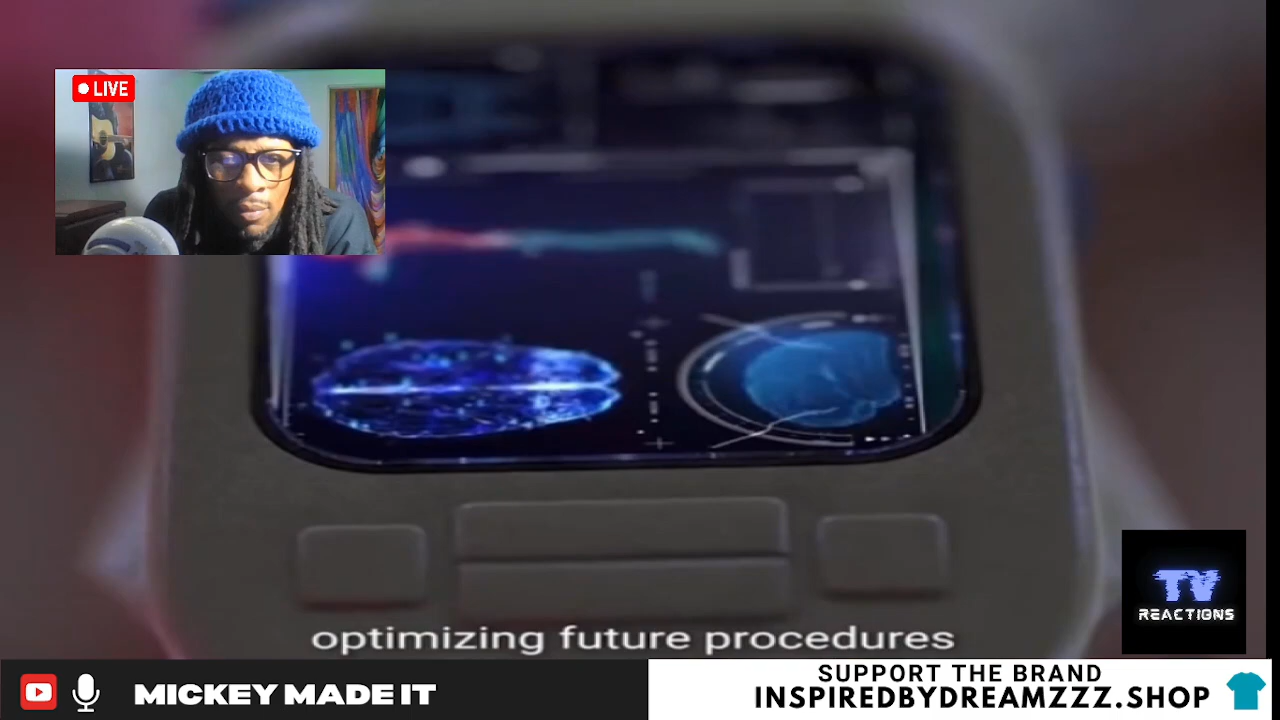 LIVE
optimizing future procedures
TV
REACTIONS
MICKEY MADE IT
SUPPORT THE BRAND
INSPIREDBYDREAMZZZ.SHOP